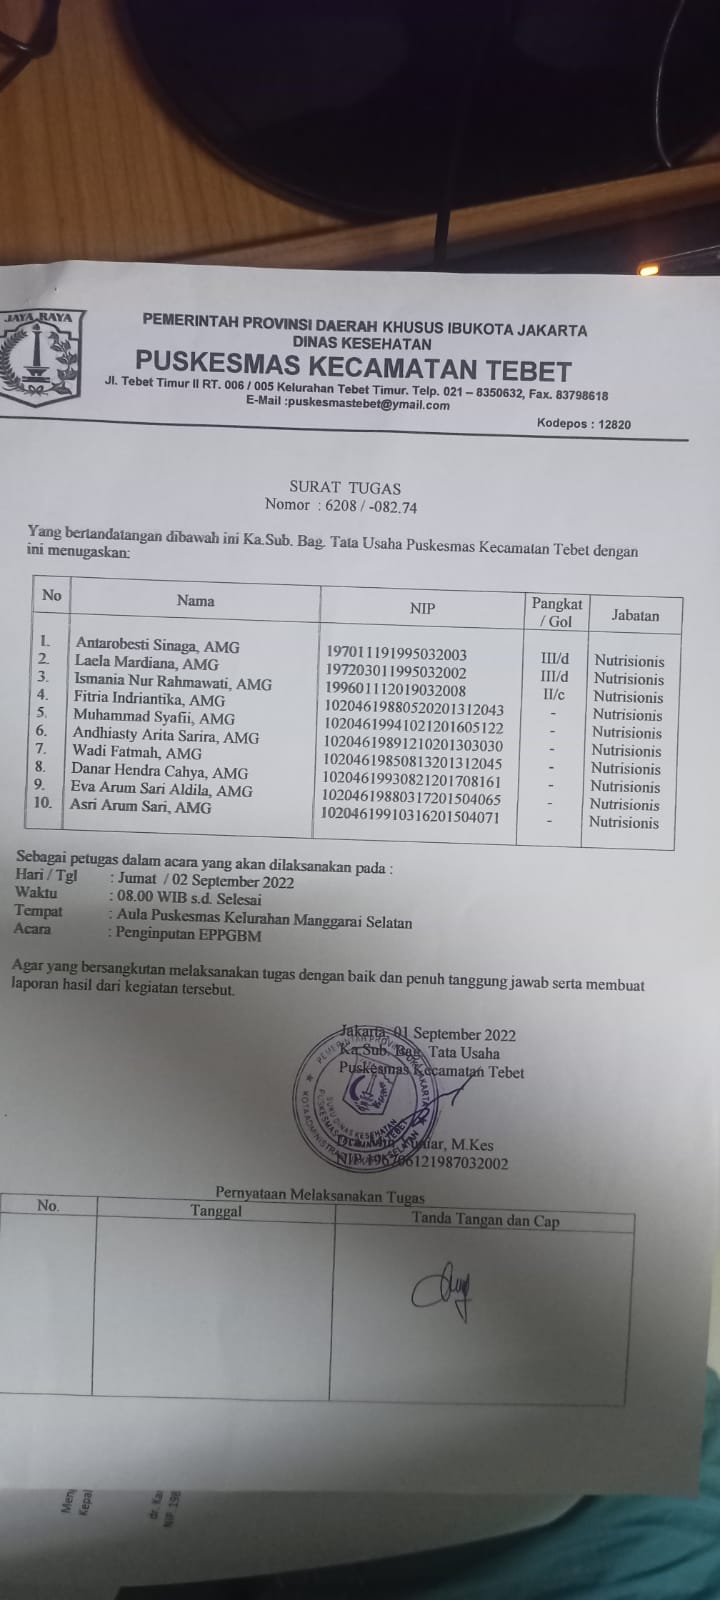 JAYA RAYA
PEMERINTAH PROVINSI DAERAH KHUSUS IBUKOTA JAKARTA
DINAS KESEHATAN
PUSKESMAS KECAMATAN TEBET
Jl. Tebet Timur II RT. 006 / 005 Kelurahan Tebet Timur. Telp. 021 – 8350632, Fax. 83798618
E-Mail :puskesmastebet@ymail.com
Kodepos : 12820
SURAT TUGAS
Nomor : 6208 / -082.74
Yang bertandatangan dibawah ini Ka.Sub. Bag. Tata Usaha Puskesmas Kecamatan Tebet dengan
ini menugaskan:
No Nama NIP Pangkat / Gol Jabatan
1. Antarobesti Sinaga, AMG 197011191995032003 III/d Nutrisionis
2. Laela Mardiana, AMG 197203011995032002 III/d Nutrisionis
3. Ismania Nur Rahmawati, AMG 199601112019032008 II/c Nutrisionis
4. Fitria Indriantika, AMG 10204619880520201312043 - Nutrisionis
5. Muhammad Syafii, AMG 10204619941021201605122 - Nutrisionis
6. Andhiasty Arita Sarira, AMG 10204619891210201303030 - Nutrisionis
7. Wadi Fatmah, AMG 10204619850813201312045 - Nutrisionis
8. Danar Hendra Cahya, AMG 10204619930821201708161 - Nutrisionis
9. Eva Arum Sari Aldila, AMG 10204619880317201504065 - Nutrisionis
10. Asri Arum Sari, AMG 10204619910316201504071 - Nutrisionis
Sebagai petugas dalam acara yang akan dilaksanakan pada :
Hari / Tgl : Jumat / 02 September 2022
Waktu : 08.00 WIB s.d. Selesai
Tempat : Aula Puskesmas Kelurahan Manggarai Selatan
Acara : Penginputan EPPGBM
Agar yang bersangkutan melaksanakan tugas dengan baik dan penuh tanggung jawab serta membuat
laporan hasil dari kegiatan tersebut.
Jakarta, 01 September 2022
Ka.Sub. Bag. Tata Usaha
Puskesmas Kecamatan Tebet
M.Kes
NIP 196706121987032002
Pernyataan Melaksanakan Tugas
No. Tanggal Tanda Tangan dan Cap
Kepal
dr. Kar
NIP. 198